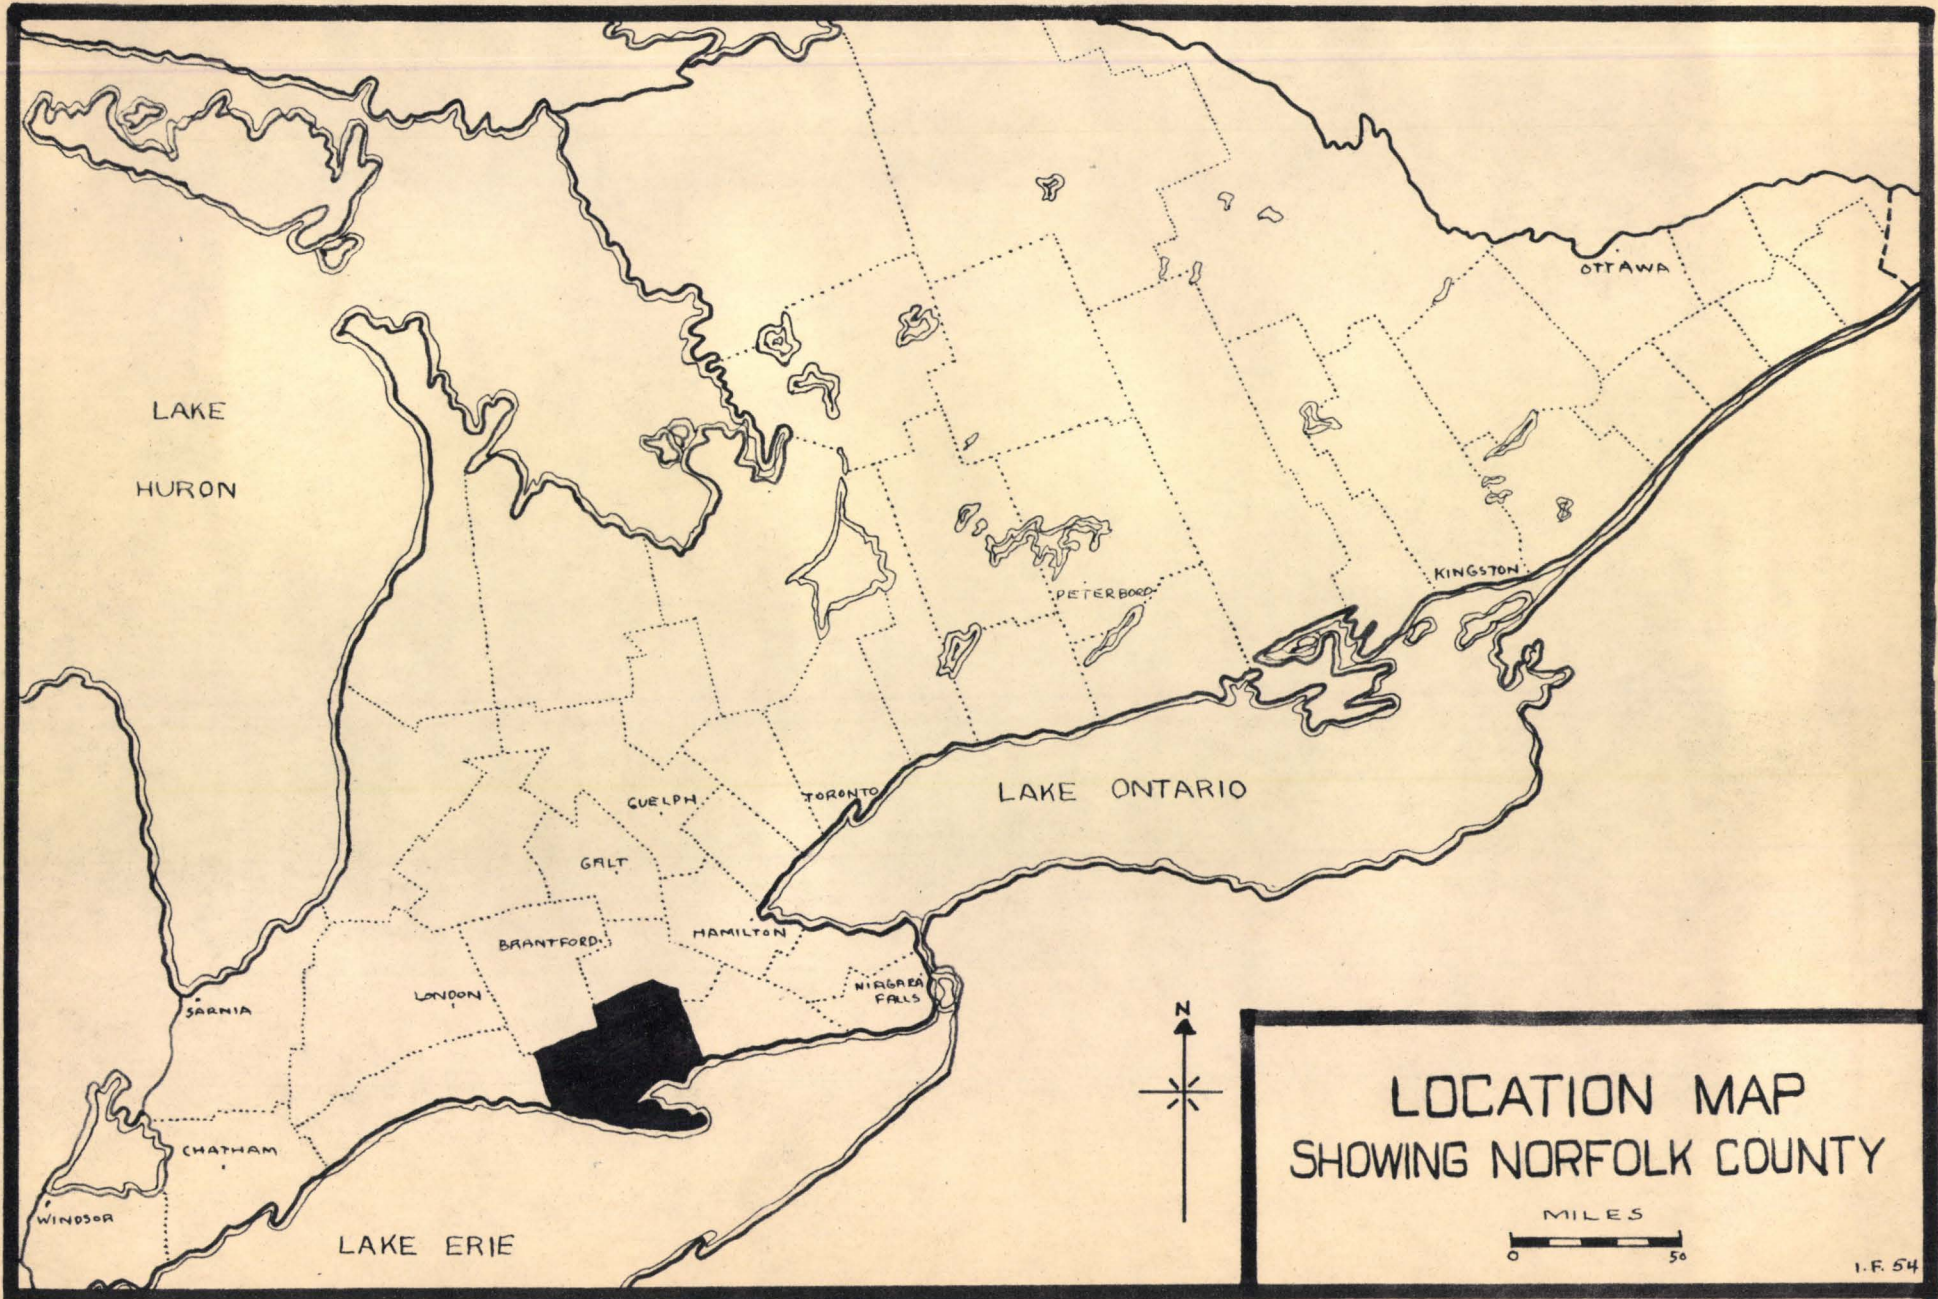 OTTAWA
LAKE
HURON
KINGSTON
PETERBORO
LAKE ONTARIO
TORONTO
GUELPH
GALT
HAMILTON
BRANTFORD
NIAGARA
FALLS
LONDON
SARNIA
CHATHAM
WINDSOR
LAKE ERIE
N
LOCATION MAP
SHOWING NORFOLK COUNTY
MILES
0 50
I.F. 54